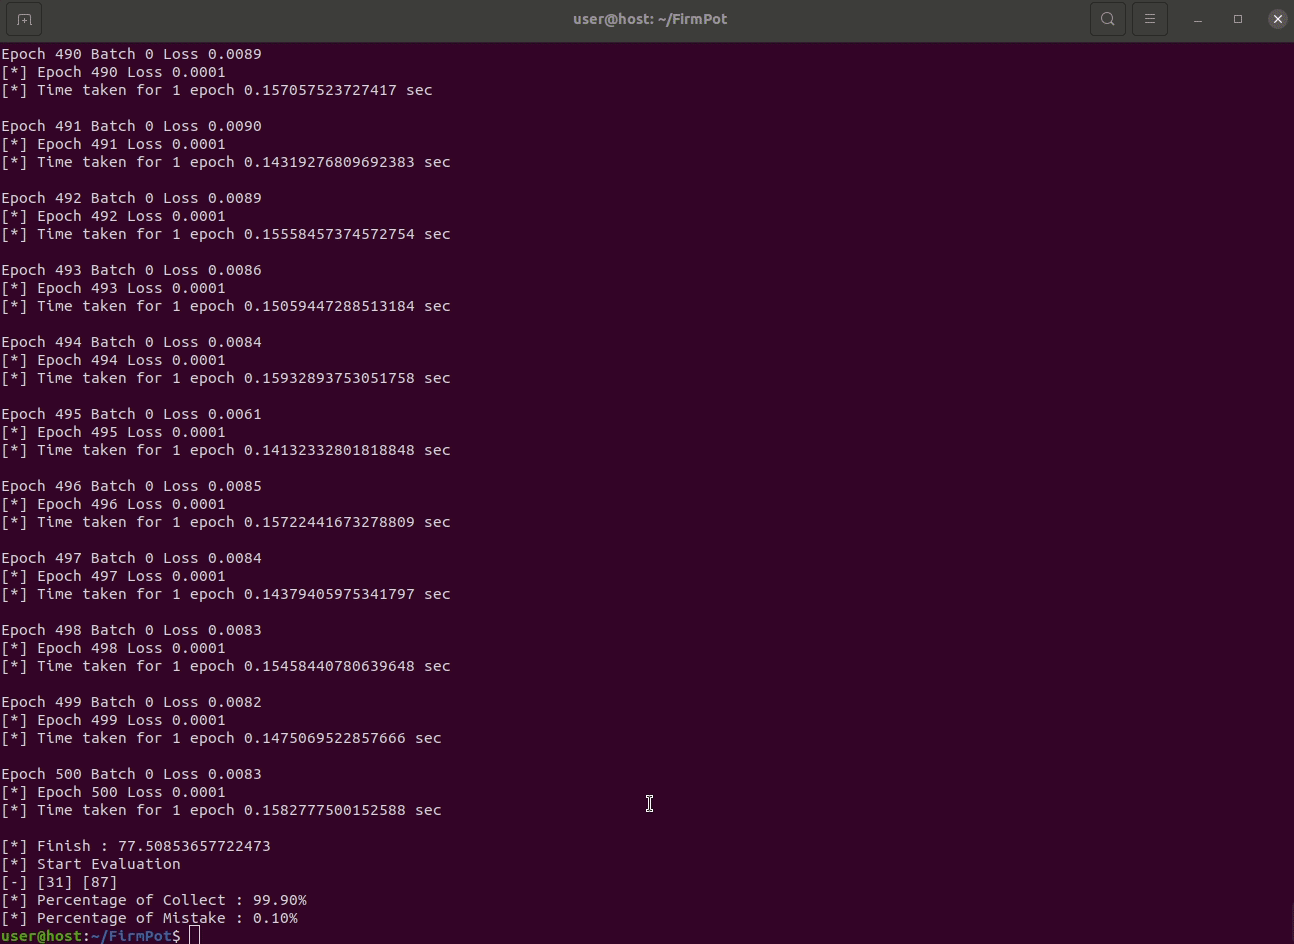 user@host: ~/FirmPot
Epoch 490 Batch 0 Loss 0.0089
[*] Epoch 490 Loss 0.0001
[*] Time taken for 1 epoch 0.157057523727417 sec
Epoch 491 Batch 0 Loss 0.0090
[*] Epoch 491 Loss 0.0001
[*] Time taken for 1 epoch 0.14319276809692383 sec
Epoch 492 Batch 0 Loss 0.0089
[*] Epoch 492 Loss 0.0001
[*] Time taken for 1 epoch 0.15558457374572754 sec
Epoch 493 Batch 0 Loss 0.0086
[*] Epoch 493 Loss 0.0001
[*] Time taken for 1 epoch 0.15059447288513184 sec
Epoch 494 Batch 0 Loss 0.0084
[*] Epoch 494 Loss 0.0001
[*] Time taken for 1 epoch 0.15932893753051758 sec
Epoch 495 Batch 0 Loss 0.0061
[*] Epoch 495 Loss 0.0001
[*] Time taken for 1 epoch 0.14132332801818848 sec
Epoch 496 Batch 0 Loss 0.0085
[*] Epoch 496 Loss 0.0001
[*] Time taken for 1 epoch 0.15722441673278809 sec
Epoch 497 Batch 0 Loss 0.0084
[*] Epoch 497 Loss 0.0001
[*] Time taken for 1 epoch 0.14379405975341797 sec
Epoch 498 Batch 0 Loss 0.0083
[*] Epoch 498 Loss 0.0001
[*] Time taken for 1 epoch 0.15458440780639648 sec
Epoch 499 Batch 0 Loss 0.0082
[*] Epoch 499 Loss 0.0001
[*] Time taken for 1 epoch 0.1475069522857666 sec
Epoch 500 Batch 0 Loss 0.0083
[*] Epoch 500 Loss 0.0001
[*] Time taken for 1 epoch 0.1582777500152588 sec
[*] Finish : 77.50853657722473
[*] Start Evaluation
[-] [31] [87]
[*] Percentage of Collect : 99.90%
[*] Percentage of Mistake : 0.10%
user@host:~/FirmPot$